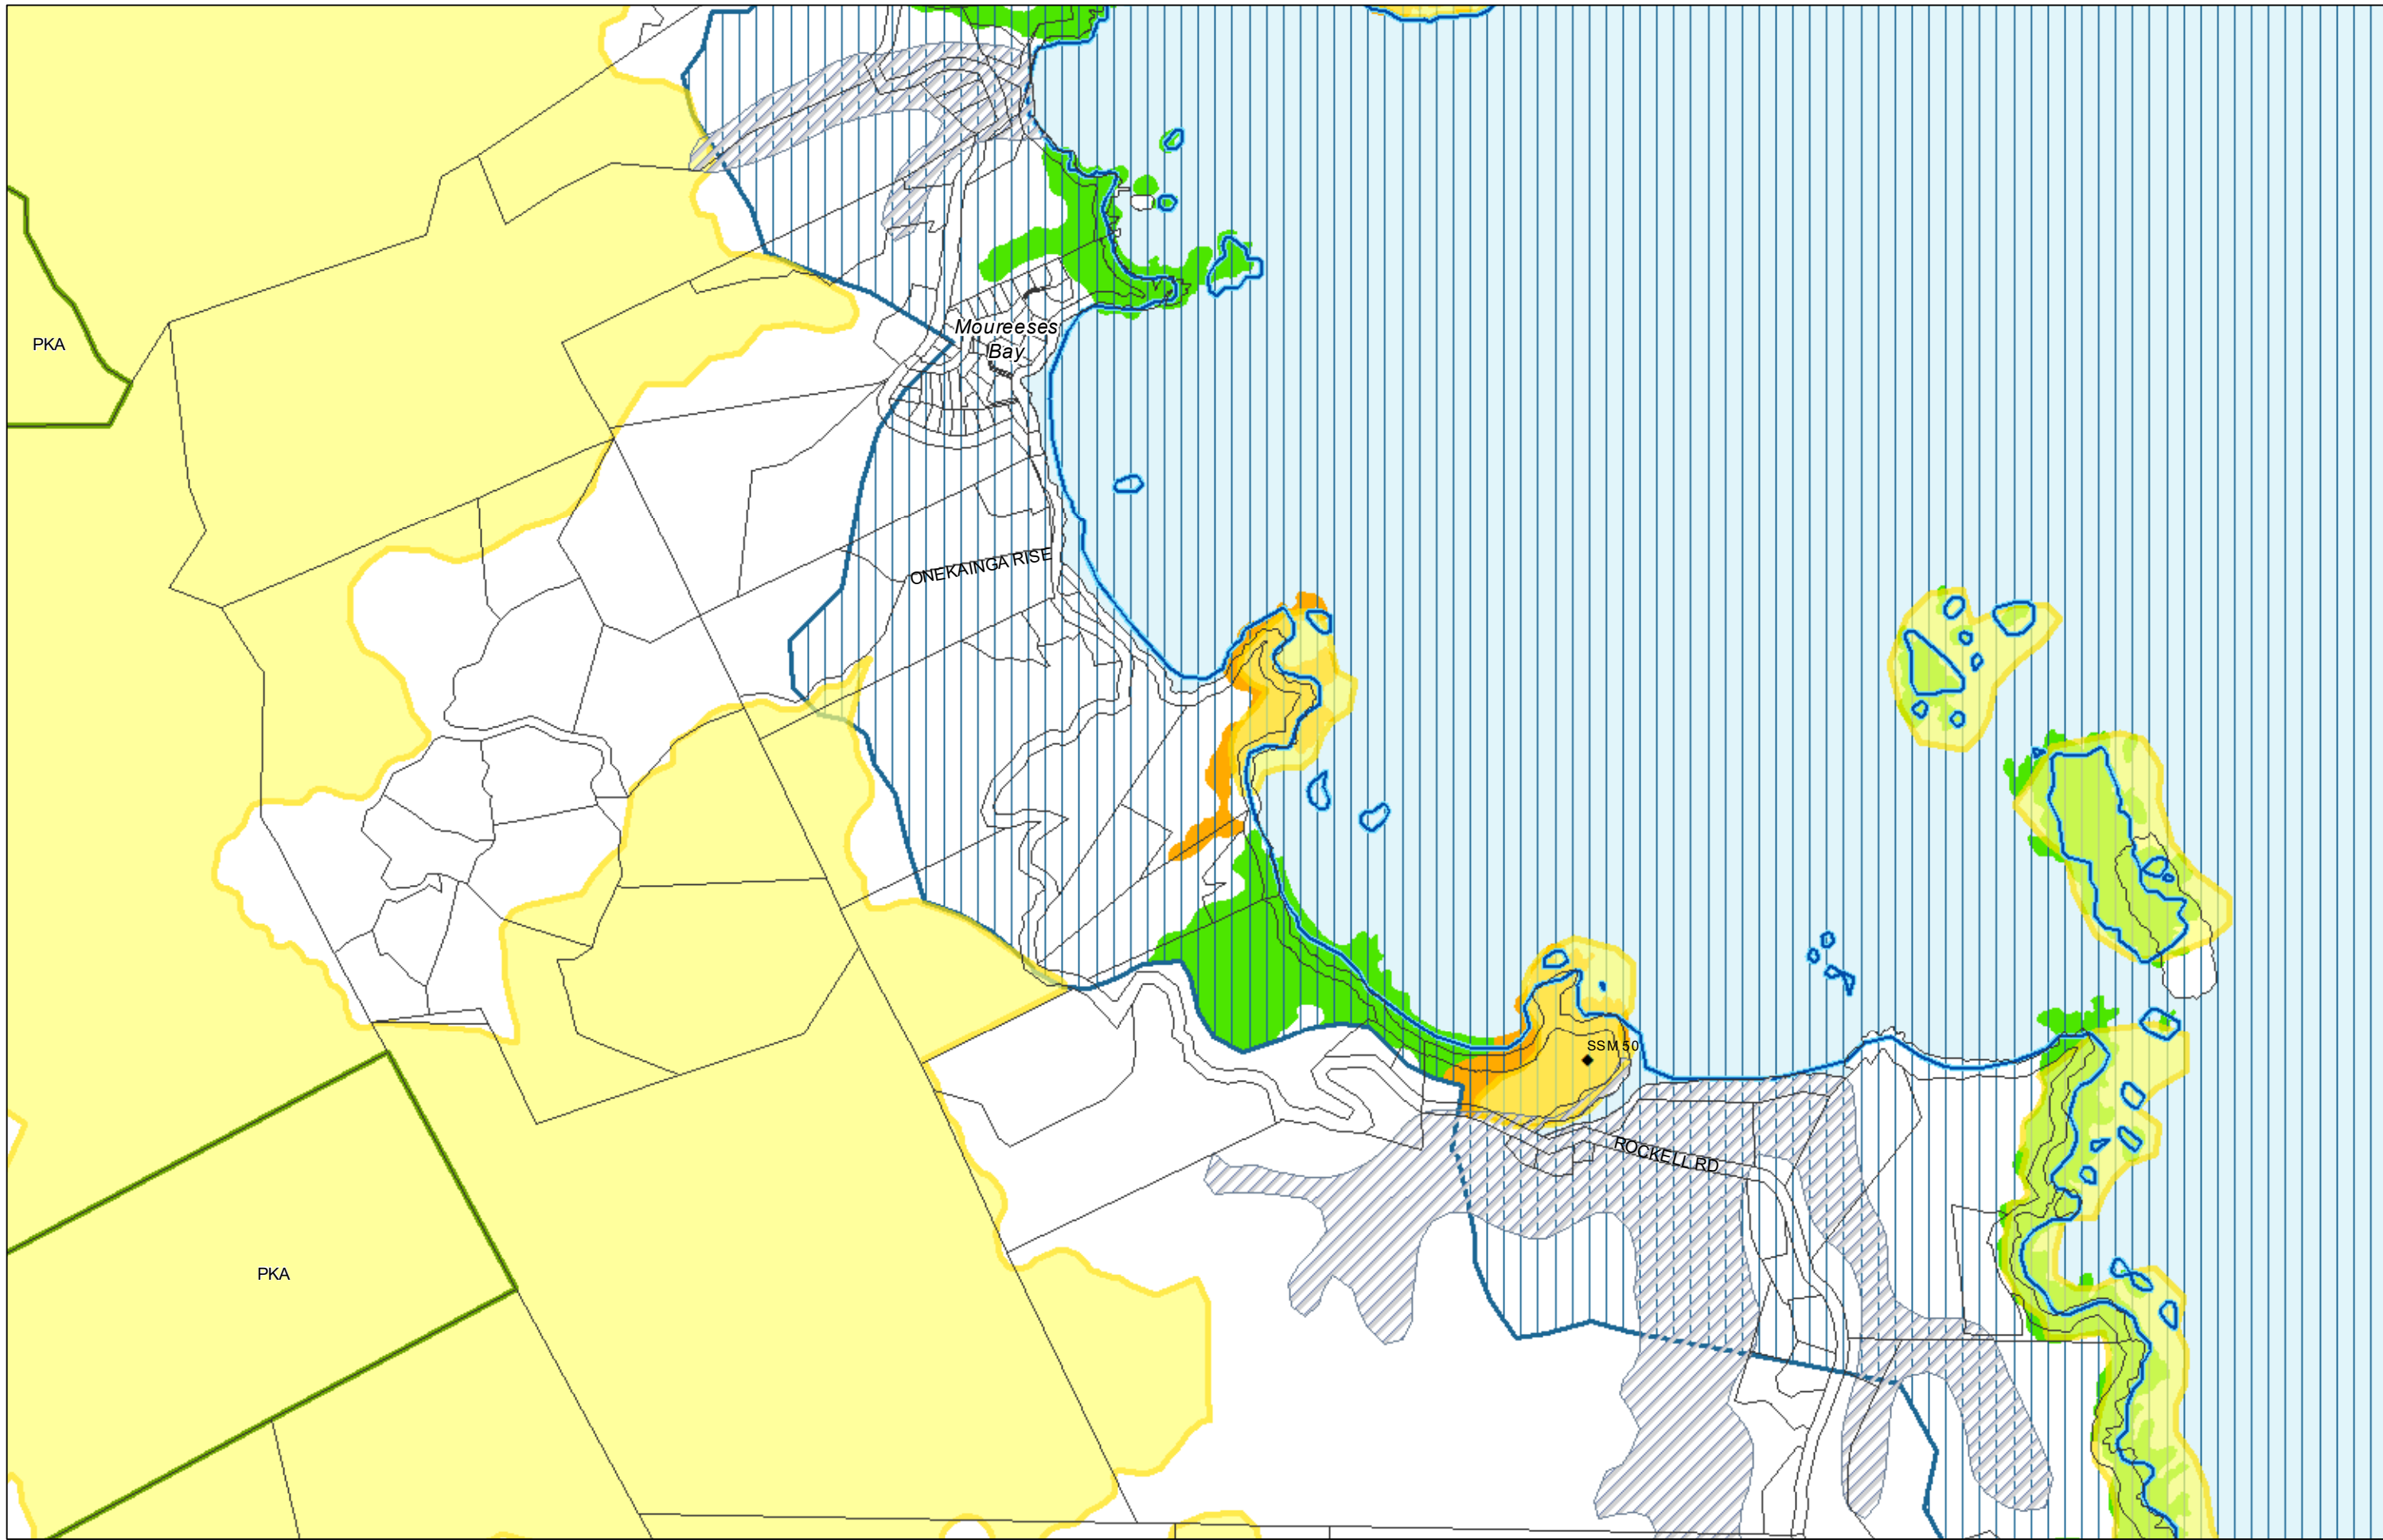 Moureeses
Bay
PKA
ONEKAINGA RISE
SSM 50
ROCKELL RD
PKA